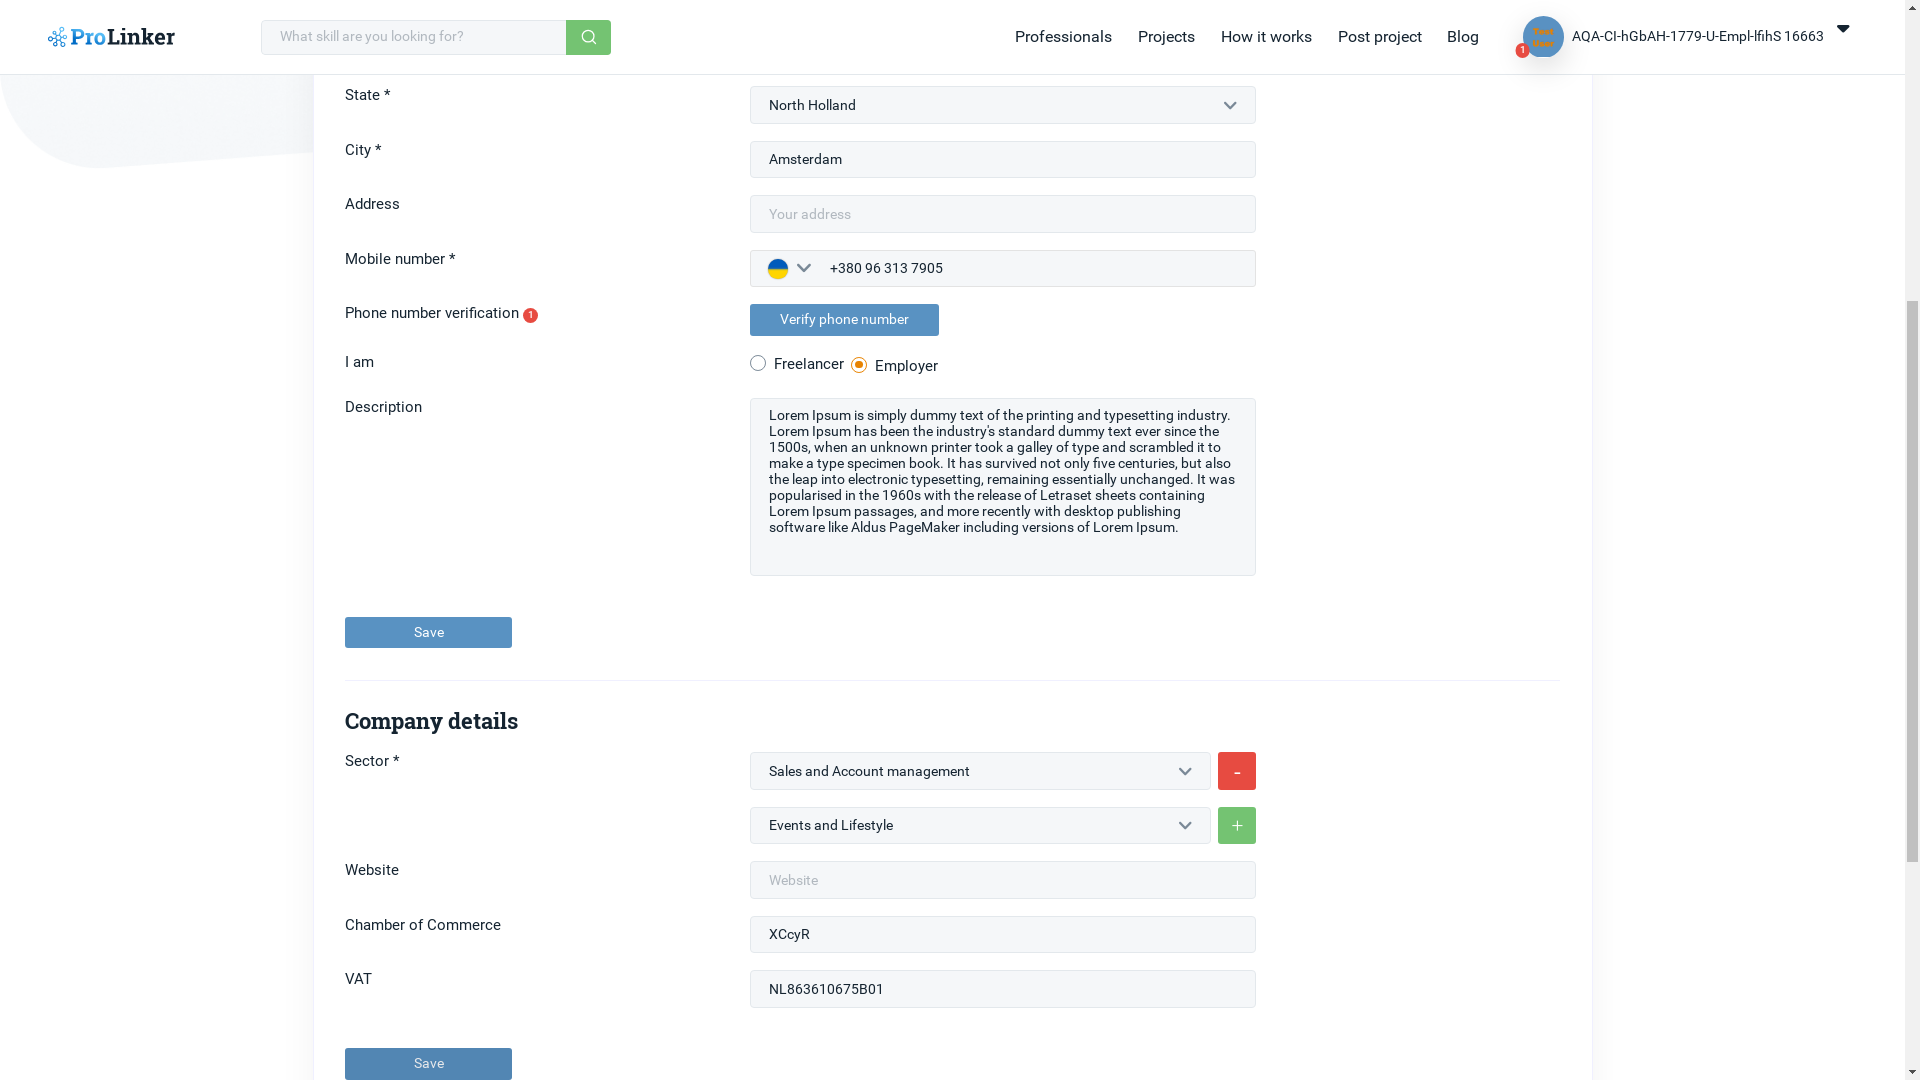 ProLinker
What skill are you looking for?
Professionals
Projects
How it works
Post project
Blog
Test
User
1
AQA-CI-hGbAH-1779-U-Empl-lfihS 16663
State *
North Holland
City *
Amsterdam
Address
Your address
Mobile number *
+380 96 313 7905
Phone number verification 1
Verify phone number
I am
Freelancer
Employer
Description
Lorem Ipsum is simply dummy text of the printing and typesetting industry.
Lorem Ipsum has been the industry's standard dummy text ever since the
1500s, when an unknown printer took a galley of type and scrambled it to
make a type specimen book. It has survived not only five centuries, but also
the leap into electronic typesetting, remaining essentially unchanged. It was
popularised in the 1960s with the release of Letraset sheets containing
Lorem Ipsum passages, and more recently with desktop publishing
software like Aldus PageMaker including versions of Lorem Ipsum.
Save
Company details
Sector *
Sales and Account management
-
Events and Lifestyle
+
Website
Website
Chamber of Commerce
XCcyR
VAT
NL863610675B01
Save